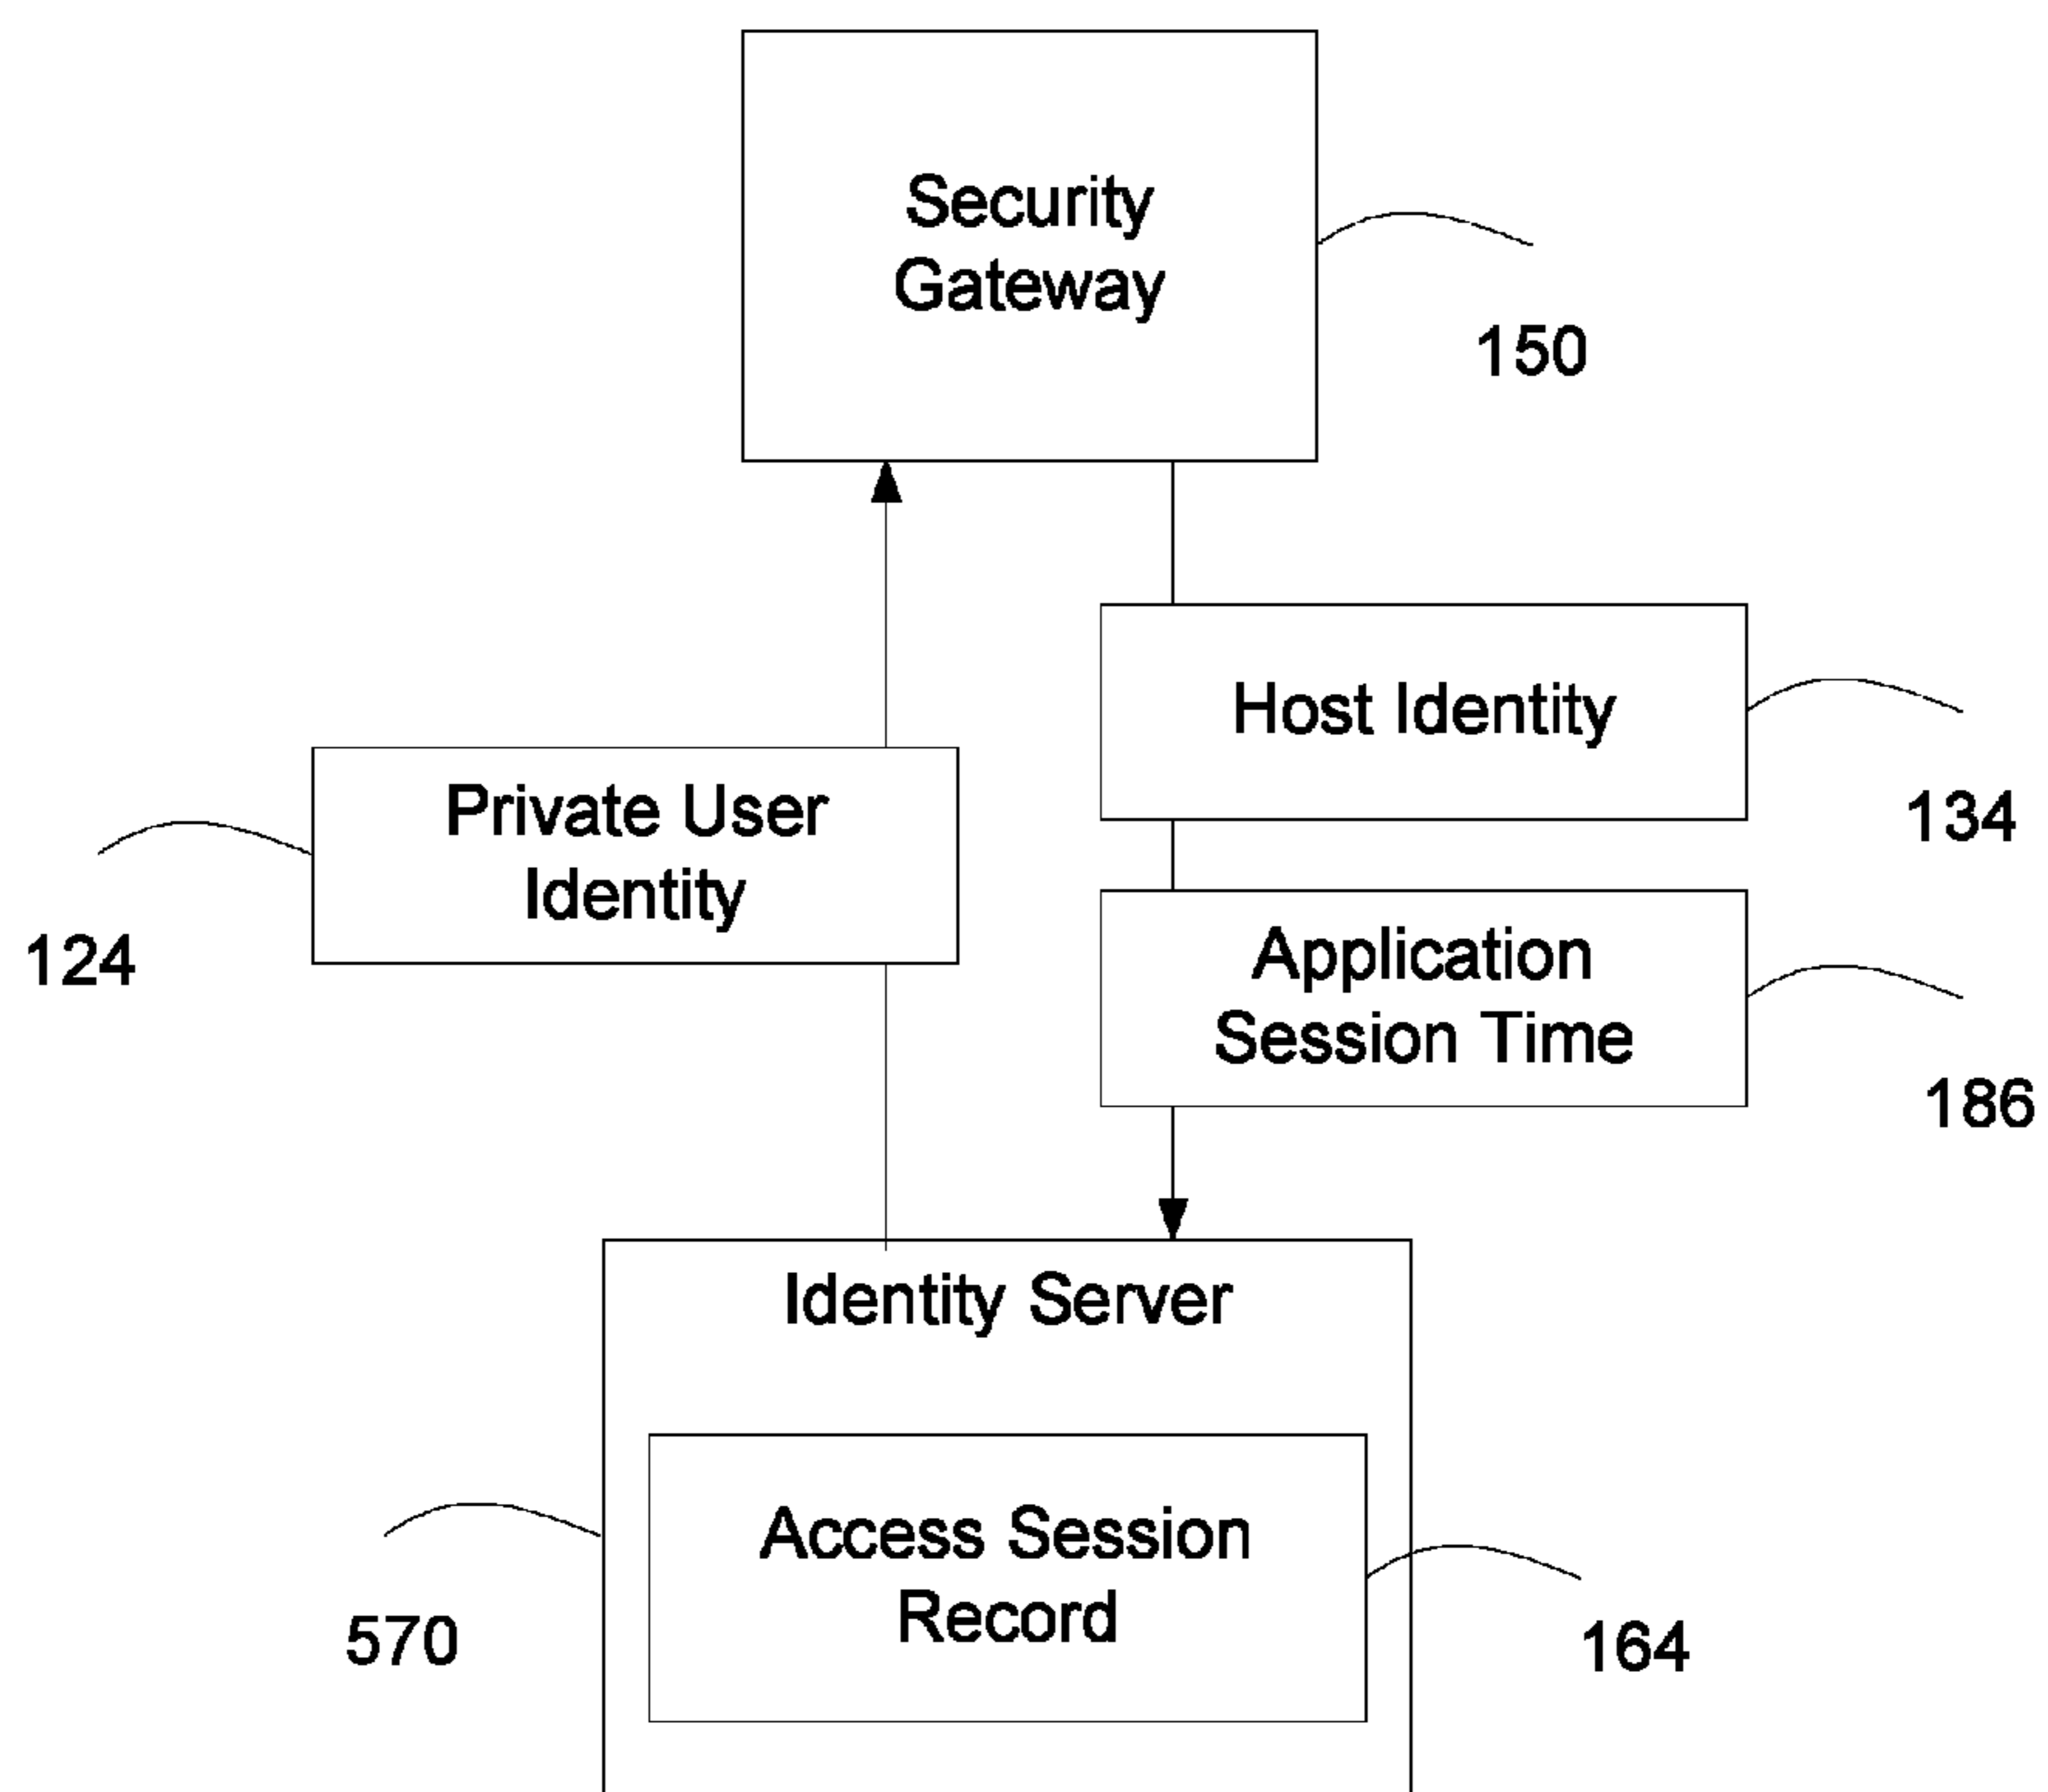 Security
Gateway
150
Host Identity
134
Private User
Identity
124
Application
Session Time
186
Identity Server
Access Session
Record
570
164